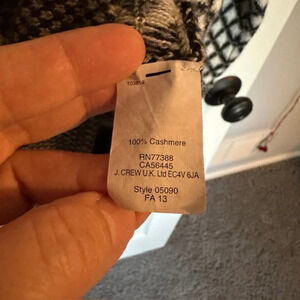 100% Cashmere
RN77388
CA56445
J. CREW U.K. Ltd EC4V 6JA
Style 05090
FA 13